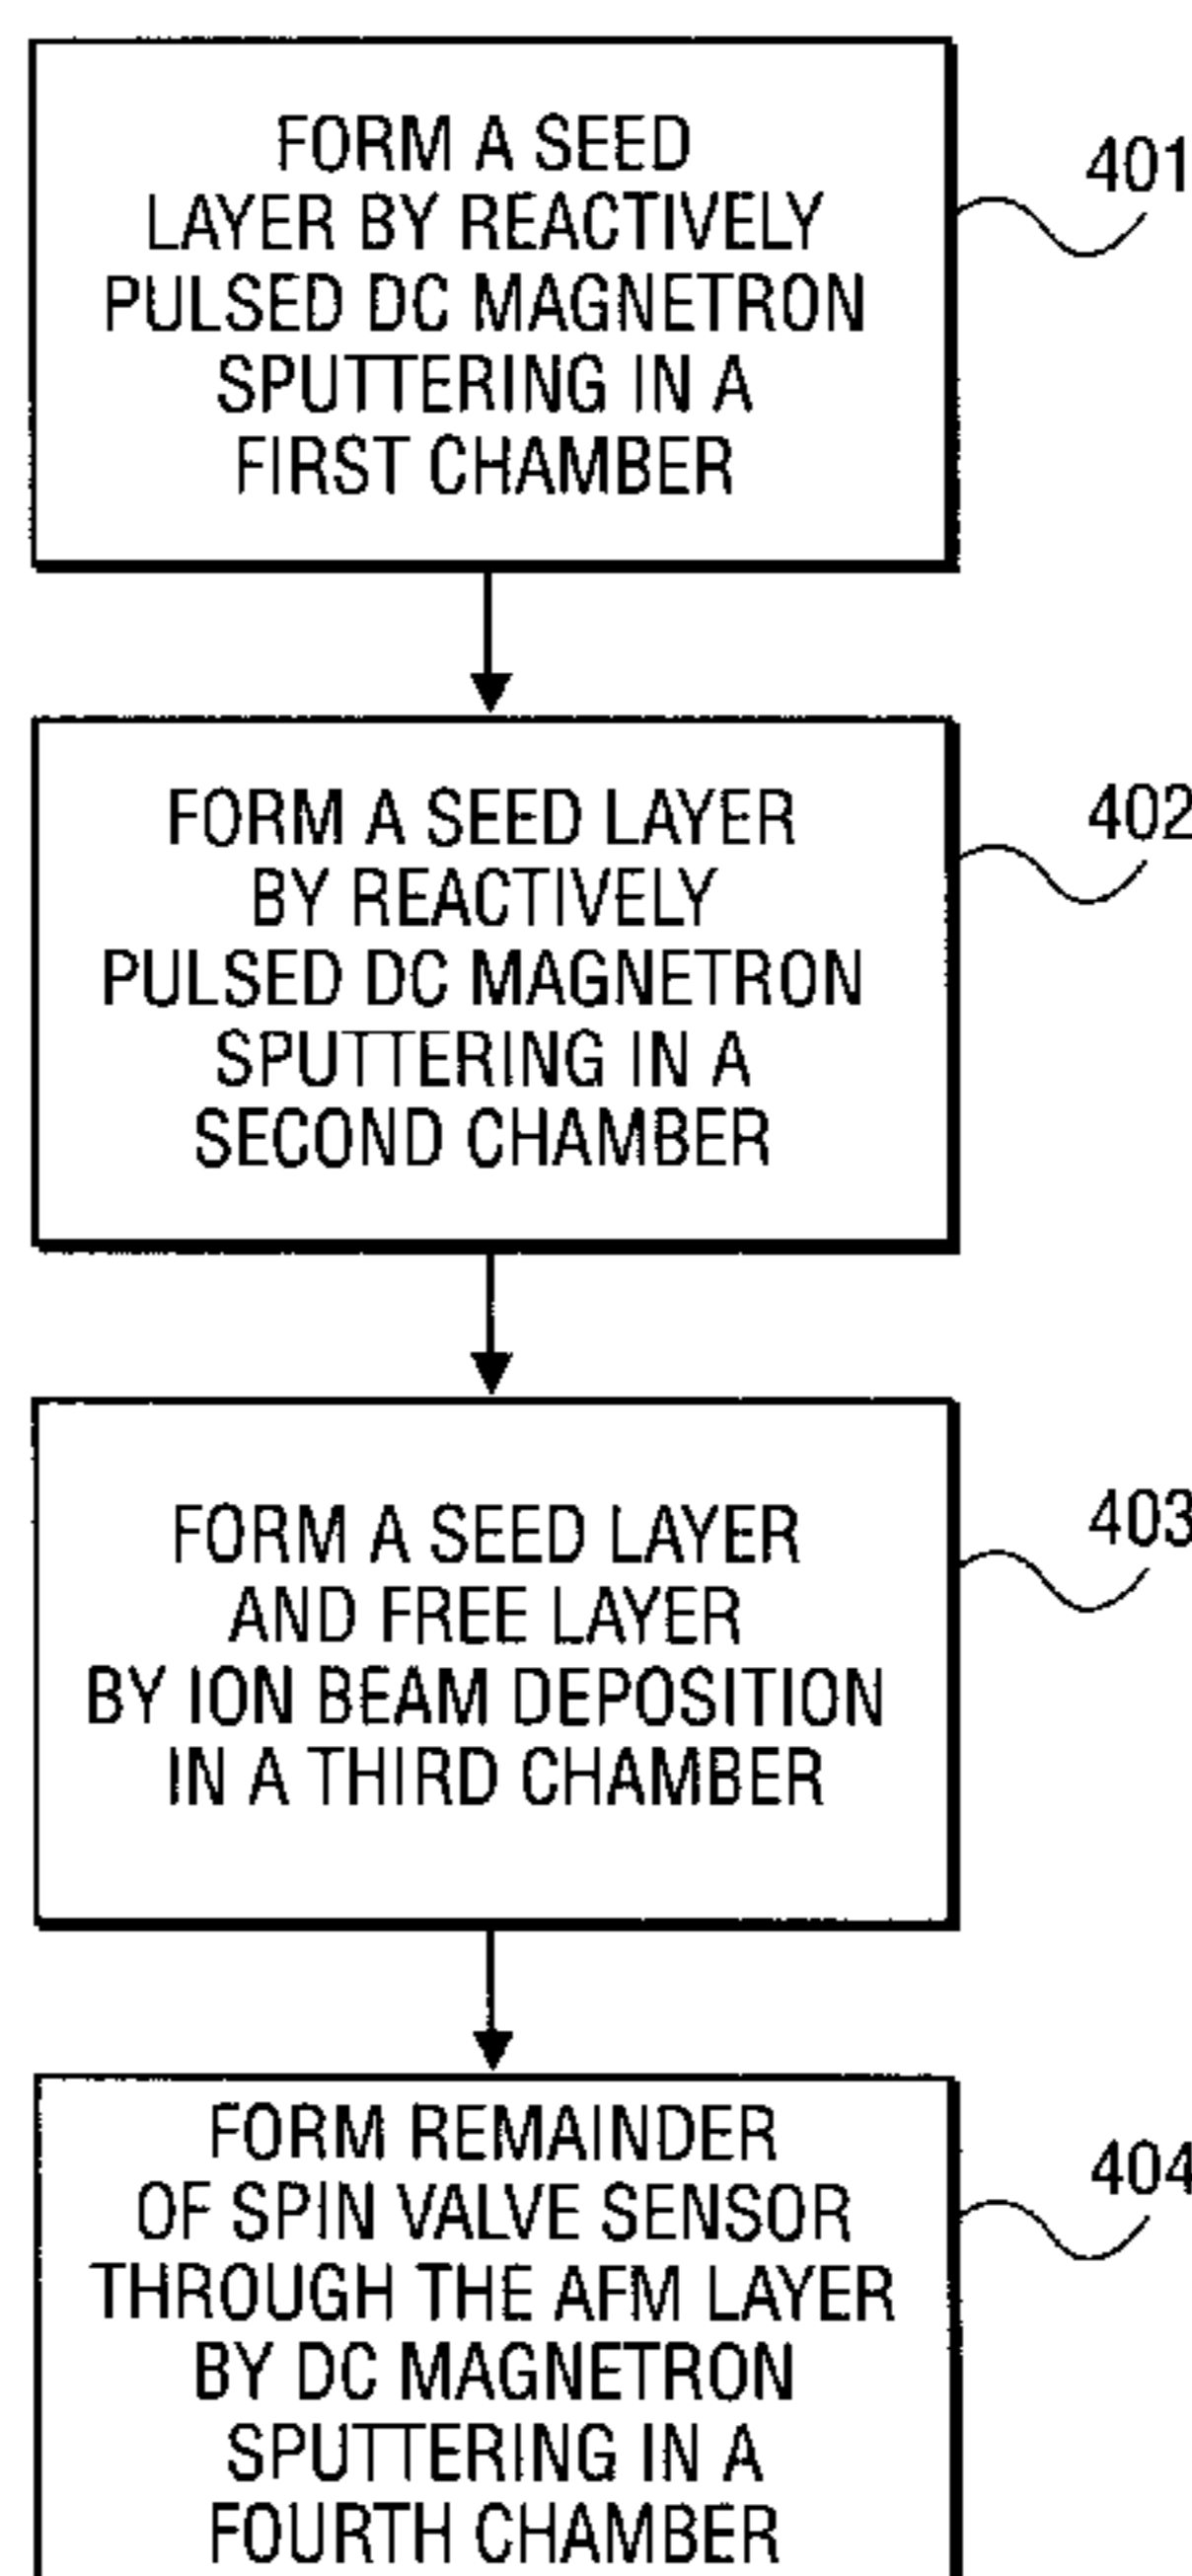 FORM A SEED
LAYER BY REACTIVELY
PULSED DC MAGNETRON
SPUTTERING IN A
FIRST CHAMBER
401
FORM A SEED LAYER
BY REACTIVELY
PULSED DC MAGNETRON
SPUTTERING IN A
SECOND CHAMBER
402
FORM A SEED LAYER
AND FREE LAYER
BY ION BEAM DEPOSITION
IN A THIRD CHAMBER
403
FORM REMAINDER
OF SPIN VALVE SENSOR
THROUGH THE AFM LAYER
BY DC MAGNETRON
SPUTTERING IN A
FOURTH CHAMBER
404